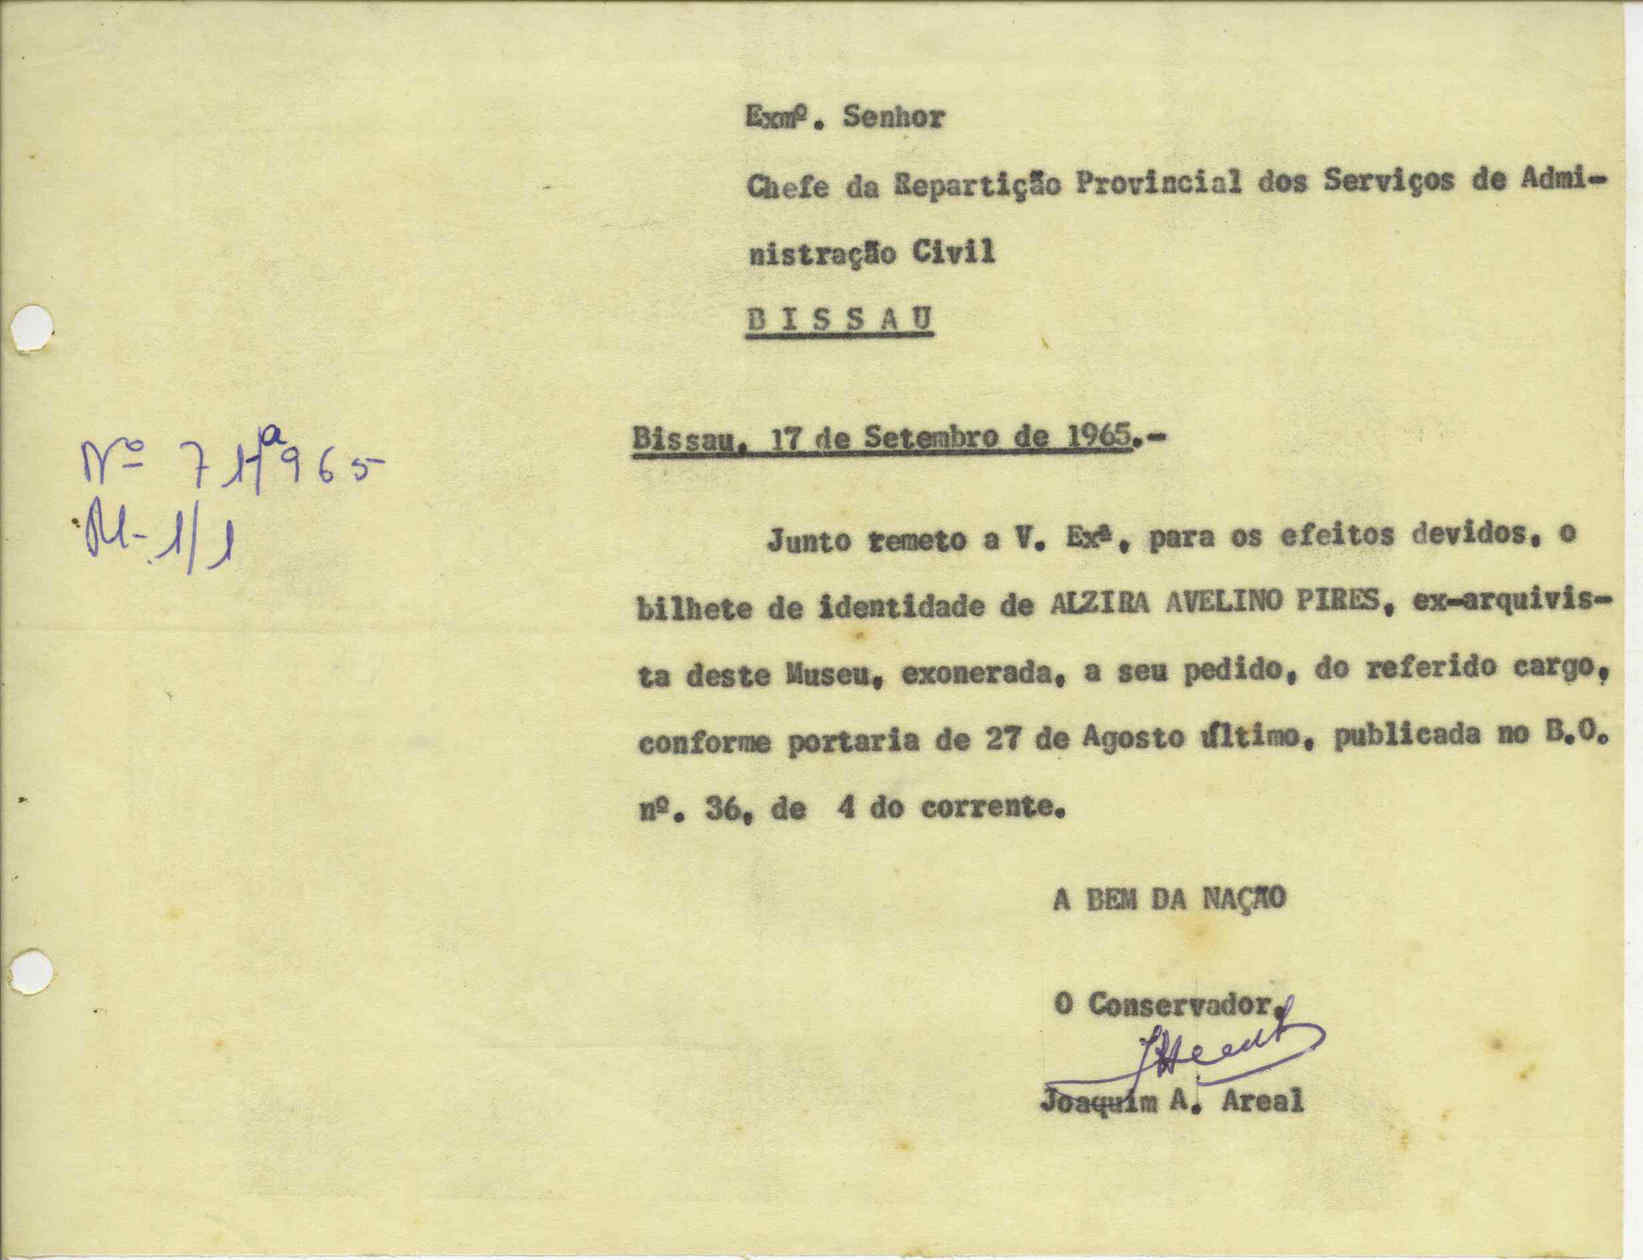 Exmº. Senhor
Chefe da Repartição Provincial dos Serviços de Admi-
nistração Civil
B I S S A U
Bissau, 17 de Setembro de 1965.-
Nº 71-a/965
M-1/1
Junto remeto a V. Exª, para os efeitos devidos, o
bilhete de identidade de ALZIRA AVELINO PIRES, ex-arquivis-
ta deste Museu, exonerada, a seu pedido, do referido cargo,
conforme portaria de 27 de Agosto último, publicada no B.O.
nº. 36, de 4 do corrente.
A BEM DA NAÇÃO
O Conservador,
Joaquim A. Areal